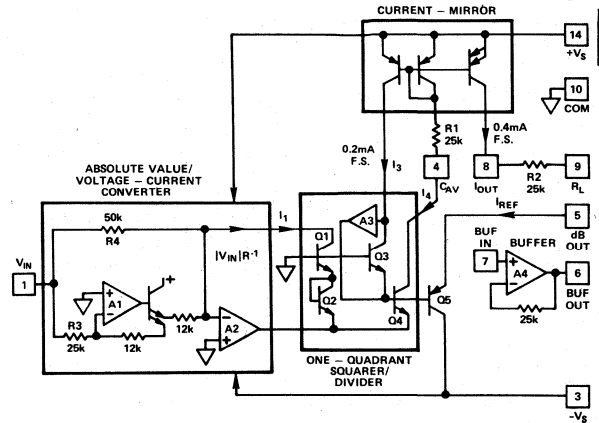 CURRENT – MIRROR
14
+VS
10
COM
R1
25k
0.2mA
F.S.
0.4mA
F.S.
I3
4
CAV
I4
8
IOUT
R2
25k
9
RL
ABSOLUTE VALUE/
VOLTAGE – CURRENT
CONVERTER
50k
R4
I1
|VIN|R-1
VIN
1
A1
+
R3
25k
12k
12k
A2
Q1
Q2
A3
Q3
Q4
Q5
ONE – QUADRANT
SQUARER/
DIVIDER
IREF
5
dB
OUT
BUF
IN
BUFFER
7
A4
25k
6
BUF
OUT
3
-VS